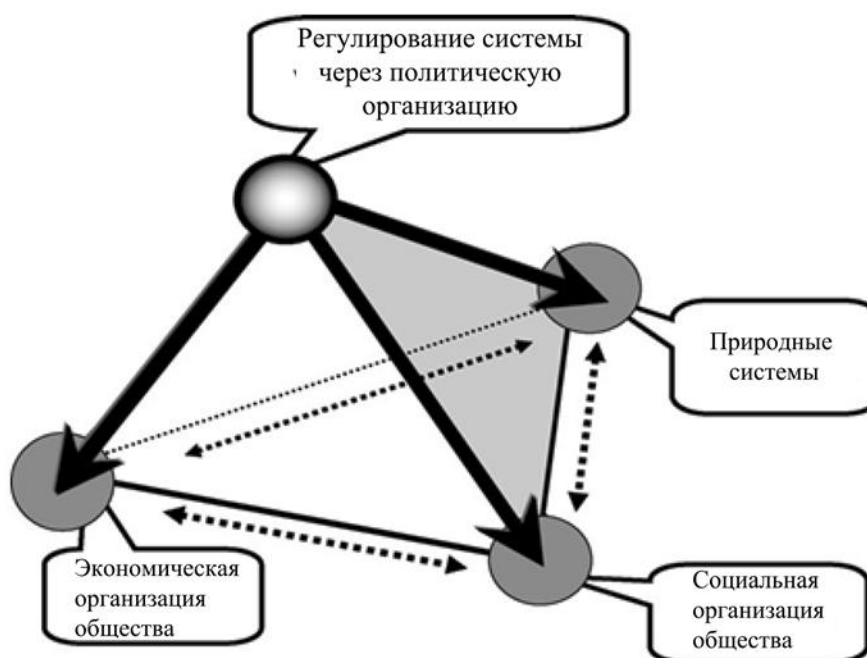 Регулирование системы
через политическую
организацию
Природные
системы
Экономическая
организация
общества
Социальная
организация
общества